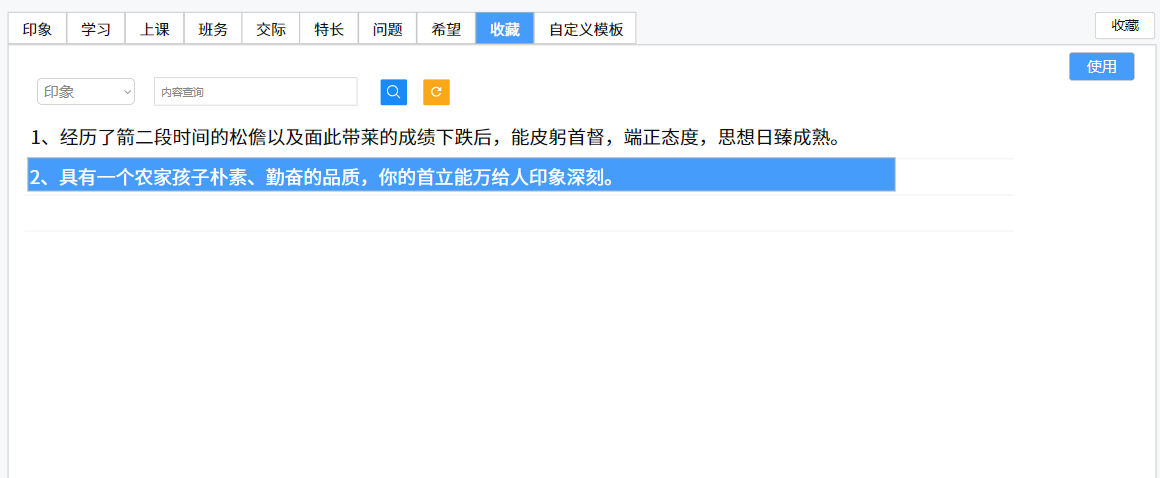 印象 学习 上课 班务 交际 特长 问题 希望 收藏 自定义模板 收藏
使用
印象 内容查询
1、经历了箭二段时间的松儋以及面此带莱的成绩下跌后，能皮躬首督，端正态度，思想日臻成熟。
2、具有一个农家孩子朴素、勤奋的品质，你的首立能万给人印象深刻。